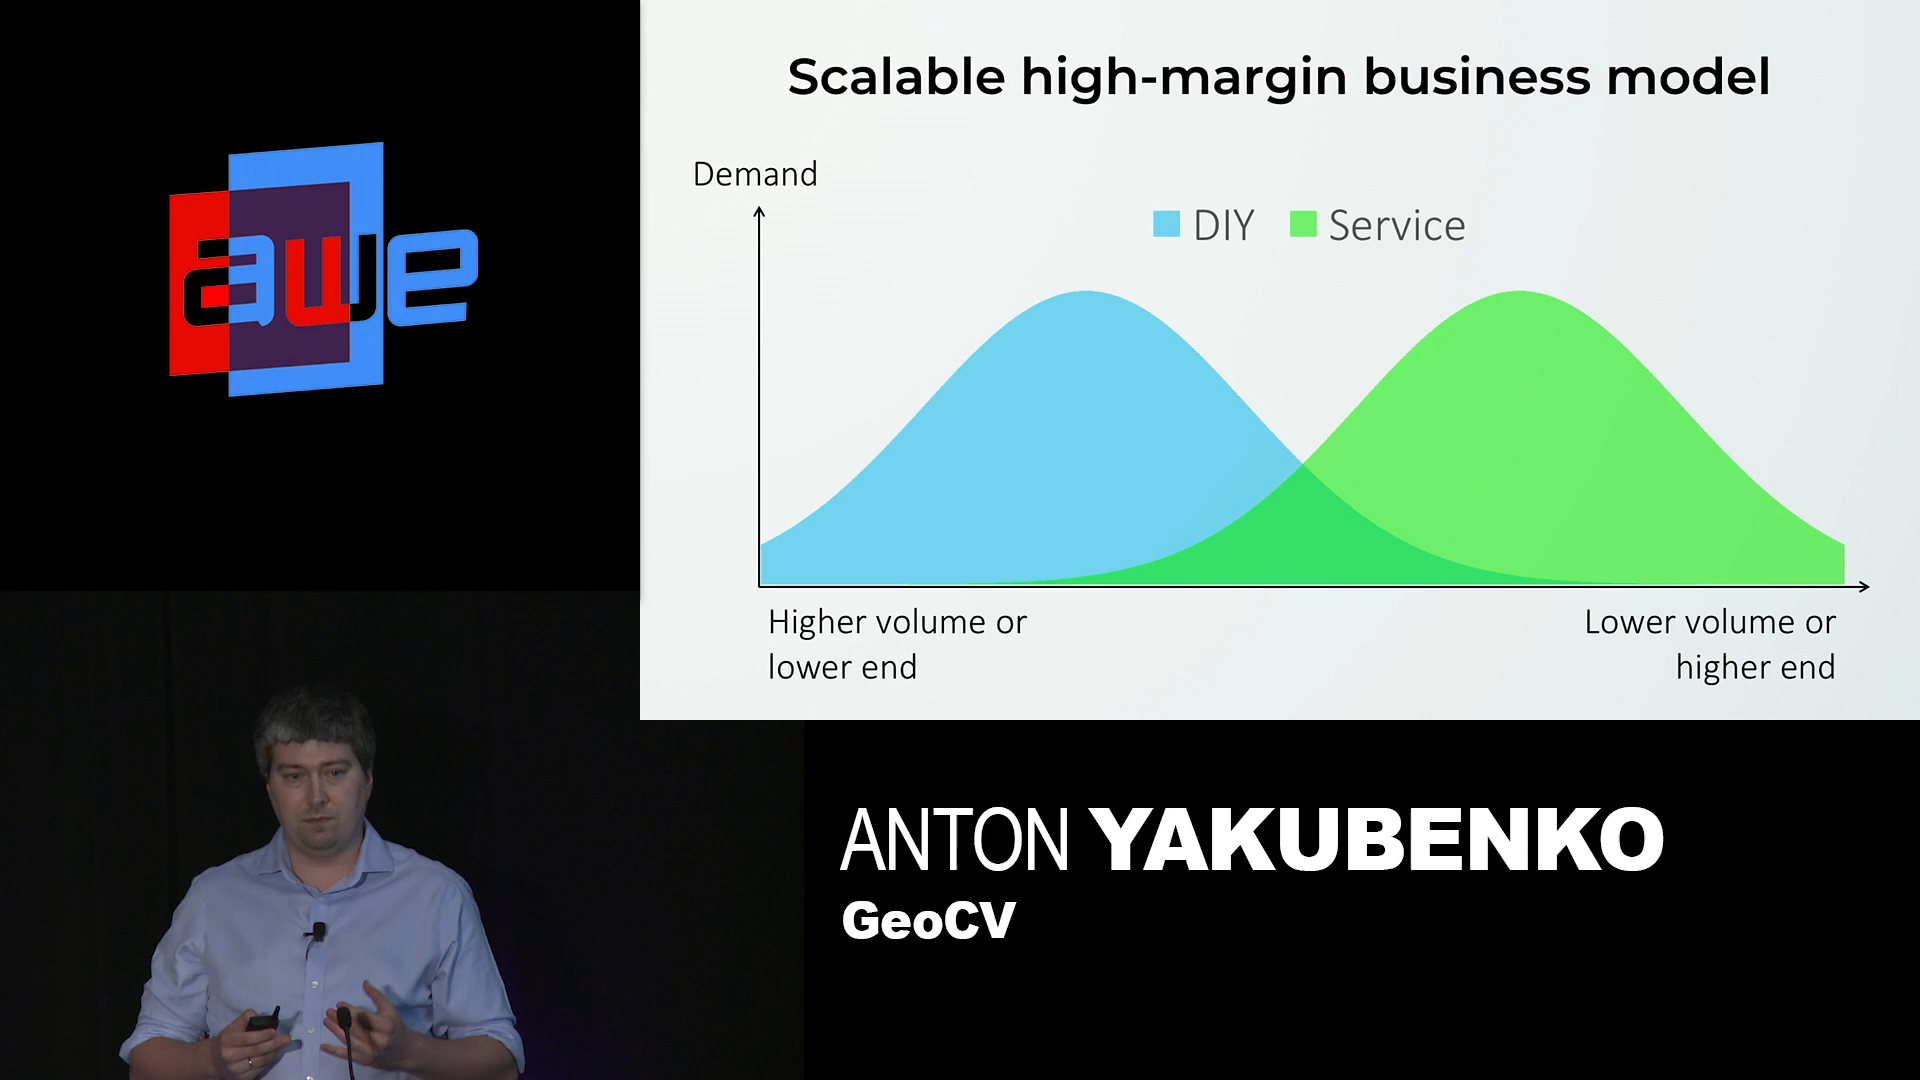 awe
Scalable high-margin business model
Demand
DIY Service
Higher volume or
lower end
Lower volume or
higher end
ANTON YAKUBENKO
GeoCV